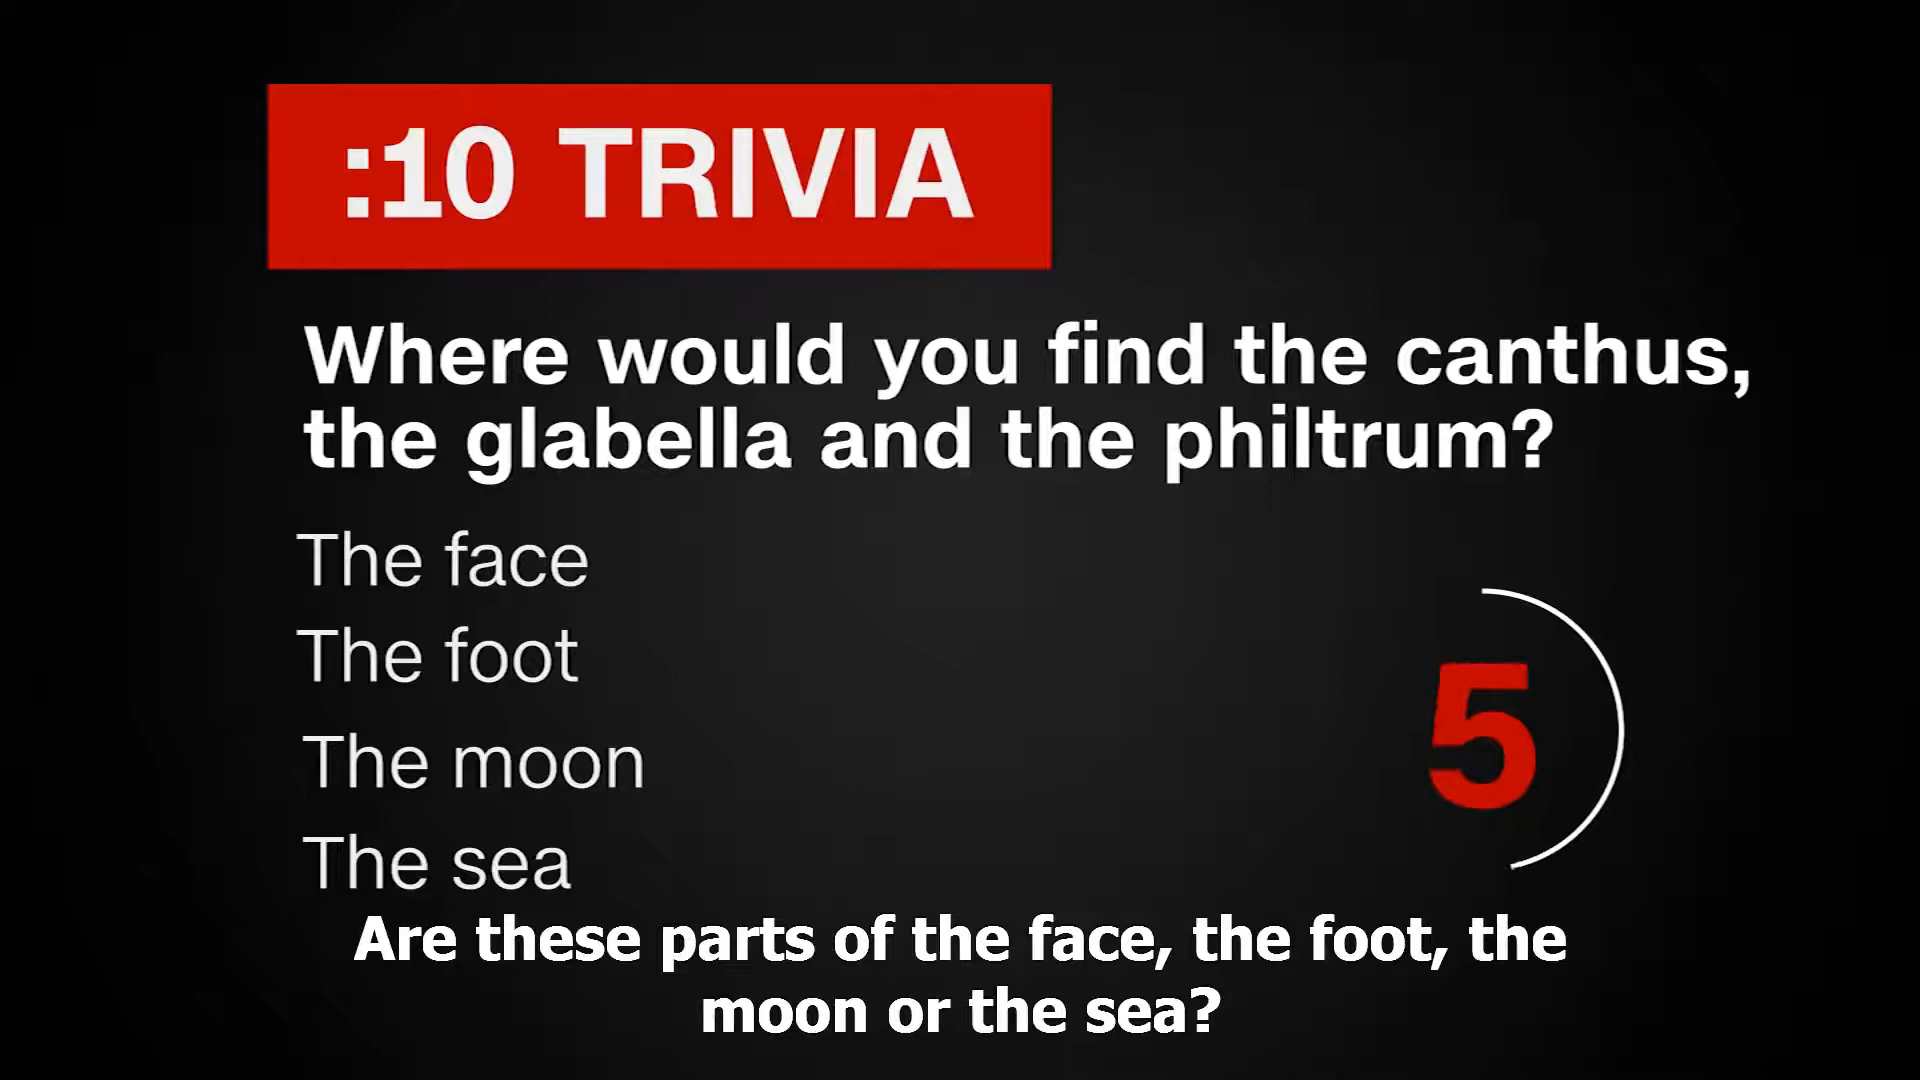 :10 TRIVIA
Where would you find the canthus,
the glabella and the philtrum?
The face
The foot
The moon
The sea
5
Are these parts of the face, the foot, the
moon or the sea?